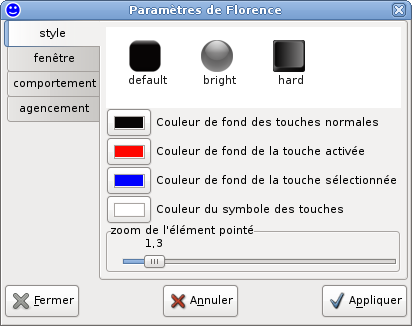 Paramètres de Florence
style
fenêtre
comportement
agencement
default bright hard
Couleur de fond des touches normales
Couleur de fond de la touche activée
Couleur de fond de la touche sélectionnée
Couleur du symbole des touches
zoom de l'élément pointé
1,3
Fermer Annuler Appliquer